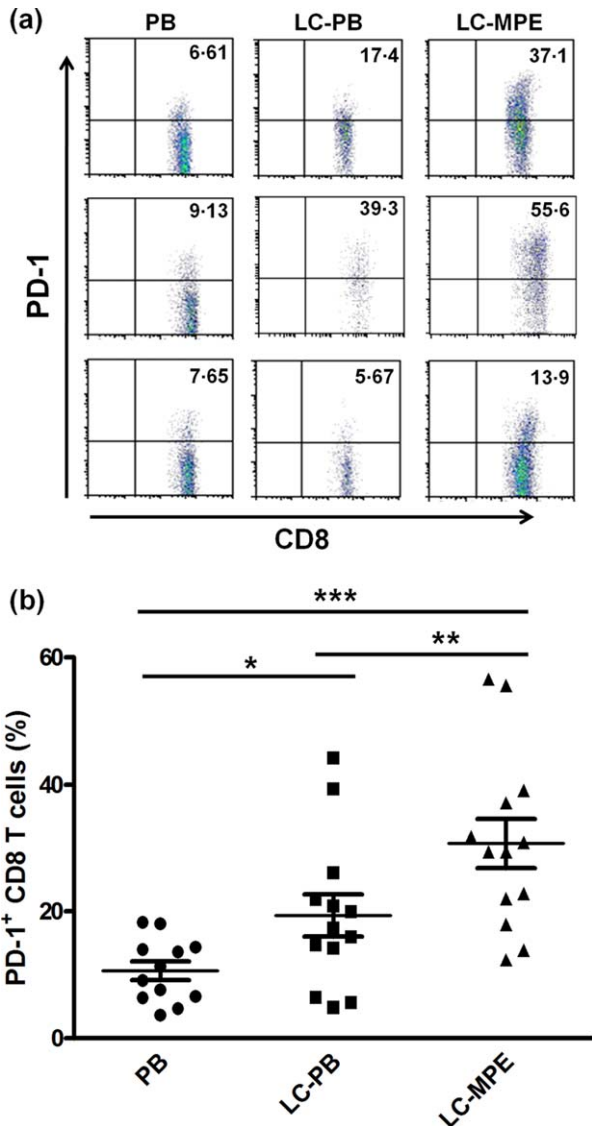 (a)
PB LC-PB LC-MPE
6·61 17·4 37·1
9·13 39·3 55·6
7·65 5·67 13·9
PD-1
CD8
(b)
***
**
*
60
40
20
0
PD-1⁺ CD8 T cells (%)
PB LC-PB LC-MPE